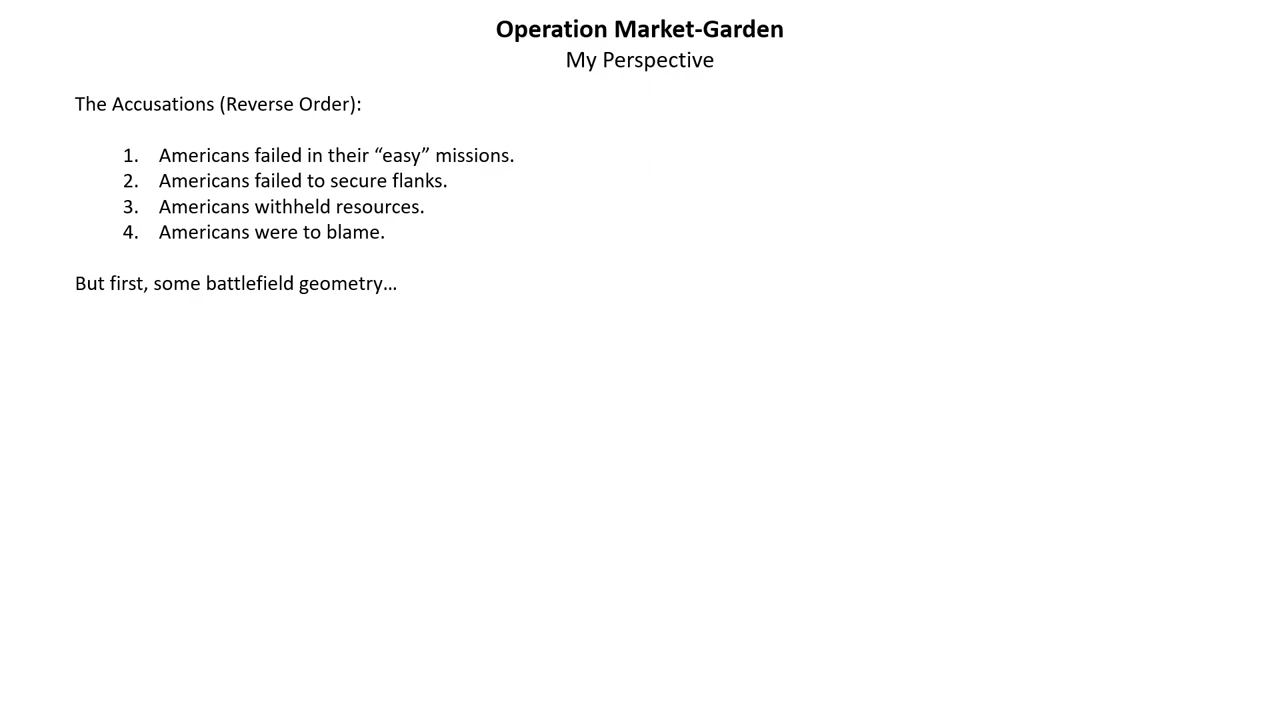 Operation Market-Garden
My Perspective
The Accusations (Reverse Order):
1. Americans failed in their “easy” missions.
2. Americans failed to secure flanks.
3. Americans withheld resources.
4. Americans were to blame.
But first, some battlefield geometry…